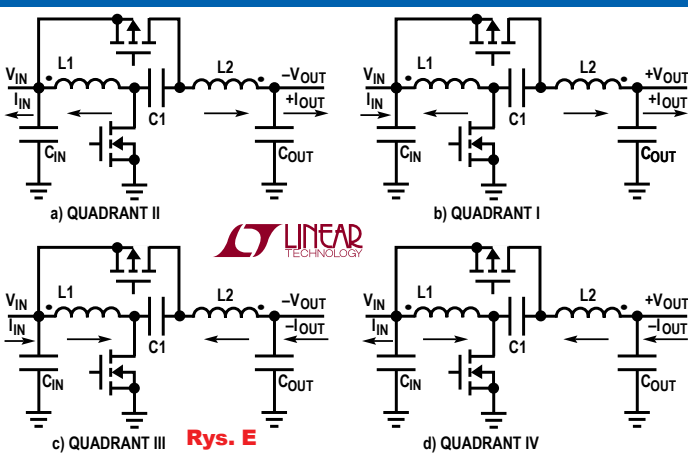 L1
L2
VIN
–VOUT
IIN
+IOUT
C1
CIN
COUT
a) QUADRANT II
L1
L2
VIN
+VOUT
IIN
+IOUT
C1
CIN
COUT
b) QUADRANT I
LINEAR
TECHNOLOGY
L1
L2
VIN
–VOUT
IIN
–IOUT
C1
CIN
COUT
c) QUADRANT III
Rys. E
L1
L2
VIN
+VOUT
IIN
–IOUT
C1
CIN
COUT
d) QUADRANT IV